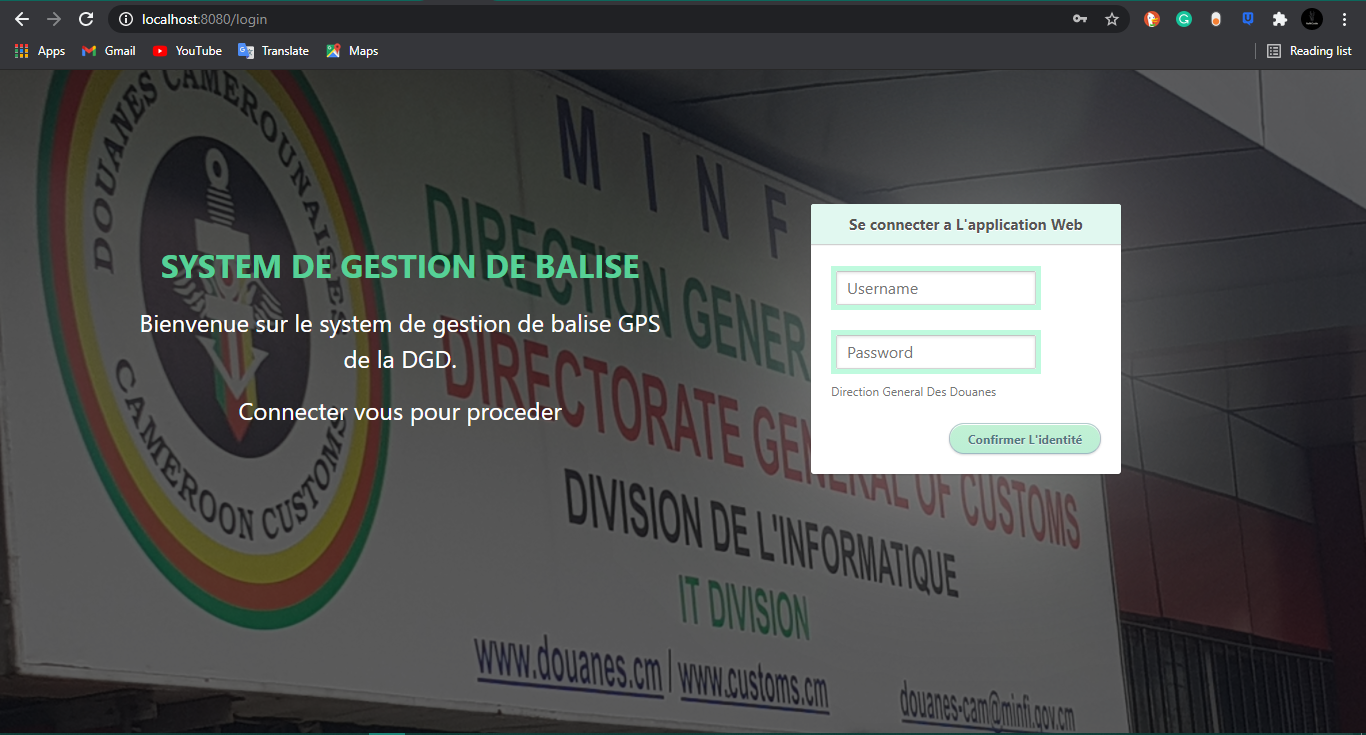 localhost:8080/login
Apps
Gmail
YouTube
Translate
Maps
Reading list
DOUANES CAMEROUNAISES
CAMEROON CUSTOMS
M I N F
DIRECTION GENER
DIRECTORATE GENERAL OF CUSTOMS
DIVISION DE L'INFORMATIQUE
IT DIVISION
www.douanes.cm | www.customs.cm
douanes-cam@minfi.gov.cm
SYSTEM DE GESTION DE BALISE
Bienvenue sur le system de gestion de balise GPS
de la DGD.
Connecter vous pour proceder
Se connecter a L'application Web
Username
Password
Direction General Des Douanes
Confirmer L'identité